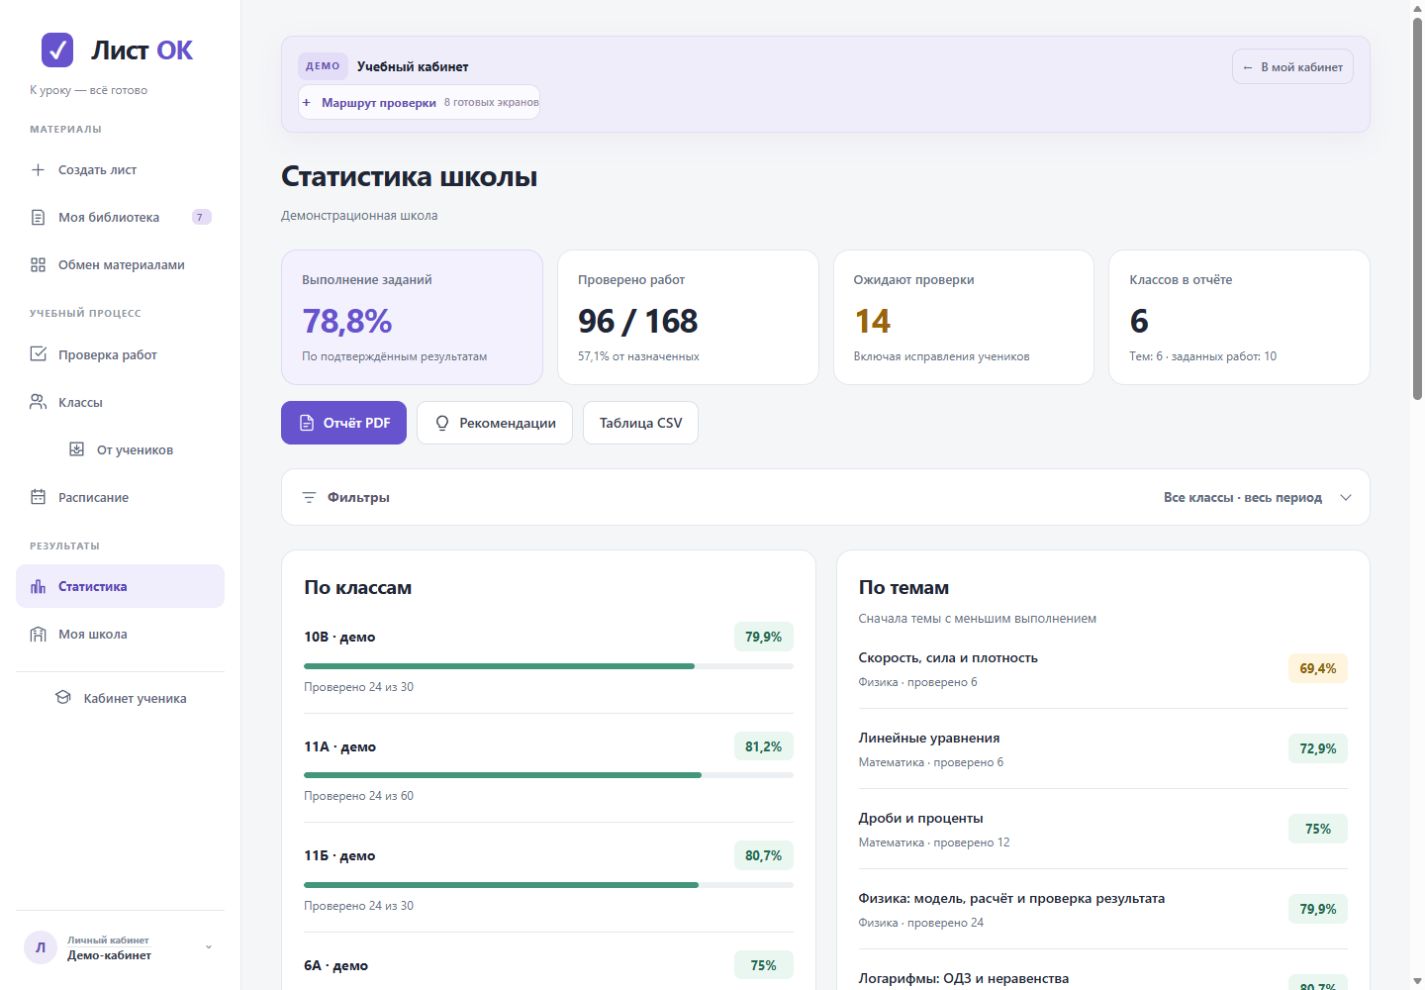 Лист ОК
К уроку — всё готово
МАТЕРИАЛЫ
Создать лист
Моя библиотека 7
Обмен материалами
УЧЕБНЫЙ ПРОЦЕСС
Проверка работ
Классы
От учеников
Расписание
РЕЗУЛЬТАТЫ
Статистика
Моя школа
Кабинет ученика
Л
Личный кабинет
Демо-кабинет
ДЕМО Учебный кабинет
← В мой кабинет
+ Маршрут проверки 8 готовых экранов
Статистика школы
Демонстрационная школа
Выполнение заданий
78,8%
По подтверждённым результатам
Проверено работ
96 / 168
57,1% от назначенных
Ожидают проверки
14
Включая исправления учеников
Классов в отчёте
6
Тем: 6 · заданных работ: 10
Отчёт PDF
Рекомендации
Таблица CSV
Фильтры
Все классы · весь период
По классам
10В · демо 79,9%
Проверено 24 из 30
11А · демо 81,2%
Проверено 24 из 60
11Б · демо 80,7%
Проверено 24 из 30
6А · демо 75%
По темам
Сначала темы с меньшим выполнением
Скорость, сила и плотность
Физика · проверено 6
69,4%
Линейные уравнения
Математика · проверено 6
72,9%
Дроби и проценты
Математика · проверено 12
75%
Физика: модель, расчёт и проверка результата
Физика · проверено 24
79,9%
Логарифмы: ОДЗ и неравенства
80,7%